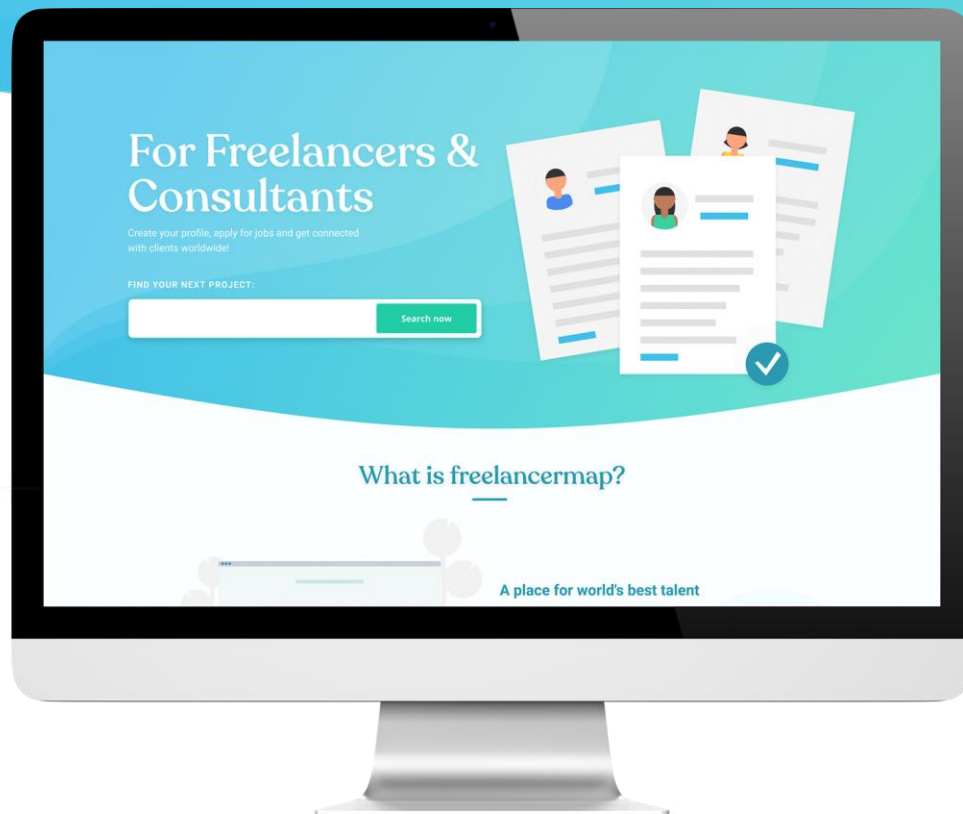 For Freelancers &
Consultants
Create your profile, apply for jobs and get connected
with clients worldwide!
FIND YOUR NEXT PROJECT:
Search now
What is freelancermap?
A place for world's best talent